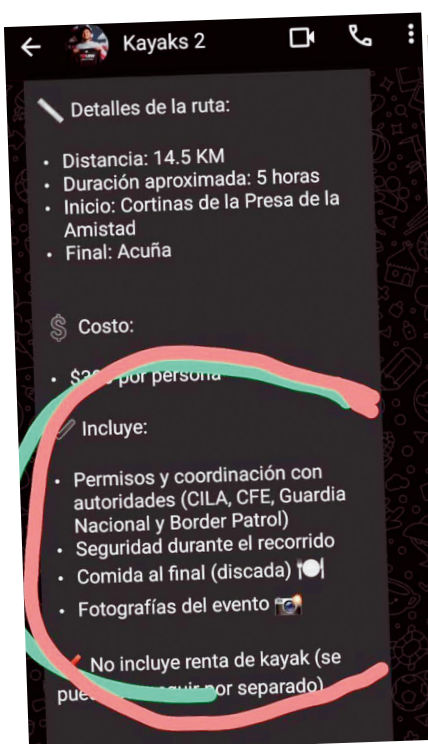 Kayaks 2
Detalles de la ruta:
• Distancia: 14.5 KM
• Duración aproximada: 5 horas
• Inicio: Cortinas de la Presa de la
Amistad
• Final: Acuña
Costo:
• por persona
Incluye:
• Permisos y coordinación con
autoridades (CILA, CFE, Guardia
Nacional y Border Patrol)
• Seguridad durante el recorrido
• Comida al final (discada)
• Fotografías del evento
No incluye renta de kayak (se
por separado)